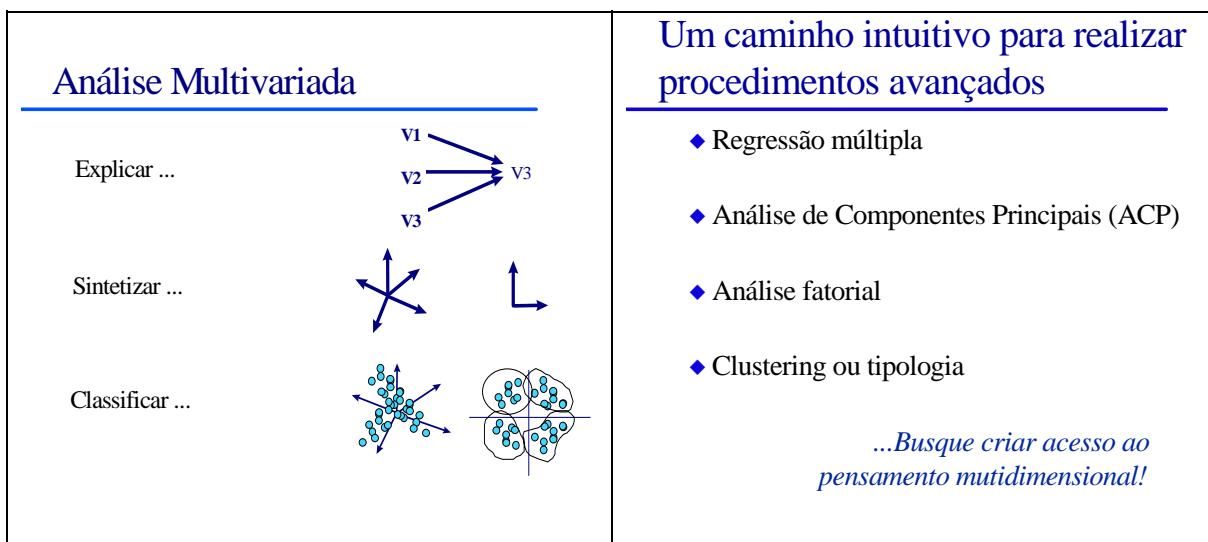 Análise Multivariada
Explicar ...
V1
V2
V3
V3
Sintetizar ...
Classificar ...
Um caminho intuitivo para realizar
procedimentos avançados
Regressão múltipla
Análise de Componentes Principais (ACP)
Análise fatorial
Clustering ou tipologia
...Busque criar acesso ao
pensamento mutidimensional!